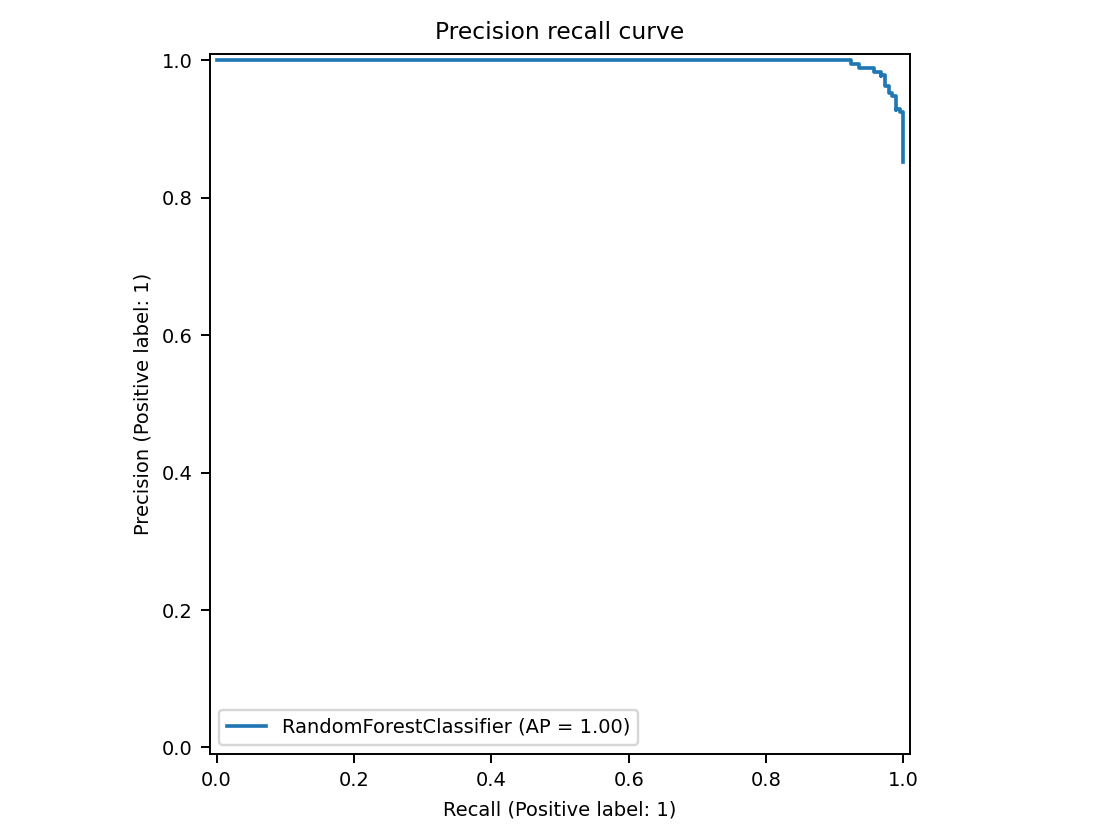 Precision recall curve
1.0
0.8
0.6
0.4
0.2
0.0
Precision (Positive label: 1)
RandomForestClassifier (AP = 1.00)
0.0 0.2 0.4 0.6 0.8 1.0
Recall (Positive label: 1)